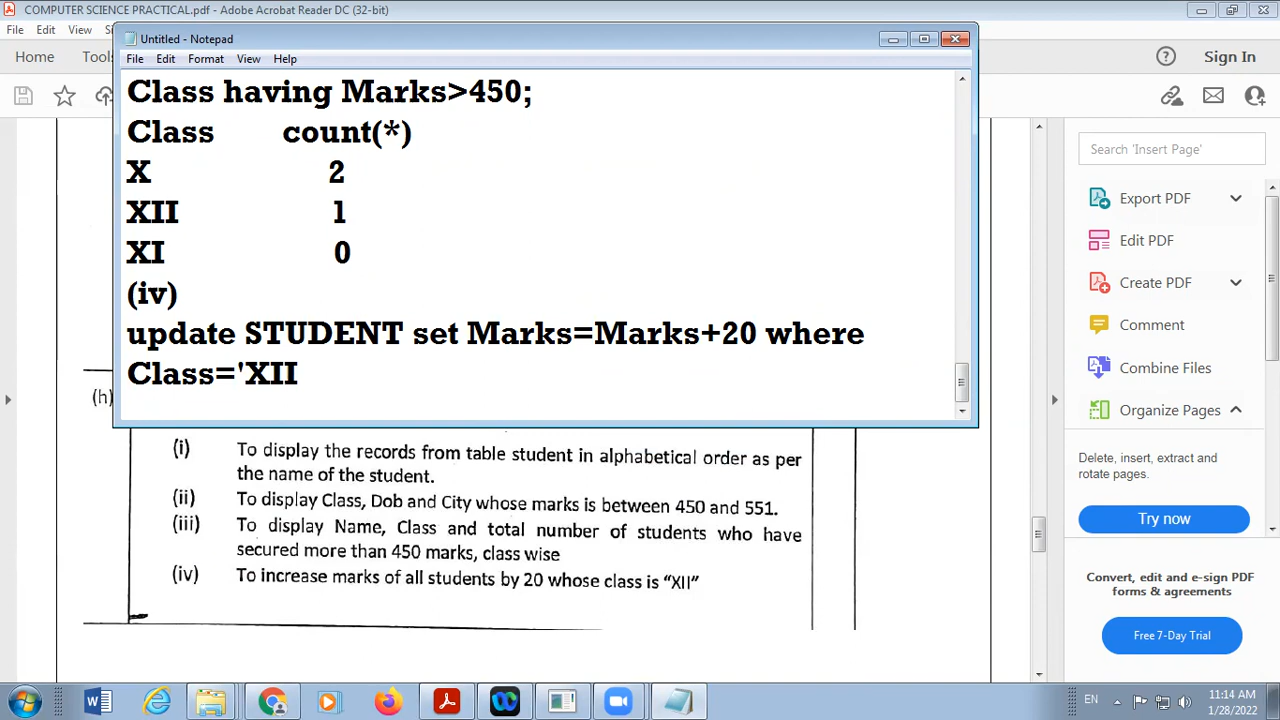 COMPUTER SCIENCE PRACTICAL.pdf - Adobe Acrobat Reader DC (32-bit)
File Edit View
Home Tools
Sign In
Untitled - Notepad
File Edit Format View Help
Class having Marks>450;
Class count(*)
X 2
XII 1
XI 0
(iv)
update STUDENT set Marks=Marks+20 where
Class='XII
(h)
(i) To display the records from table student in alphabetical order as per
the name of the student.
(ii) To display Class, Dob and City whose marks is between 450 and 551.
(iii) To display Name, Class and total number of students who have
secured more than 450 marks, class wise
(iv) To increase marks of all students by 20 whose class is "XII"
Search 'Insert Page'
Export PDF
Edit PDF
Create PDF
Comment
Combine Files
Organize Pages
Delete, insert, extract and
rotate pages.
Try now
Convert, edit and e-sign PDF
forms & agreements
Free 7-Day Trial
EN
11:14 AM
1/28/2022